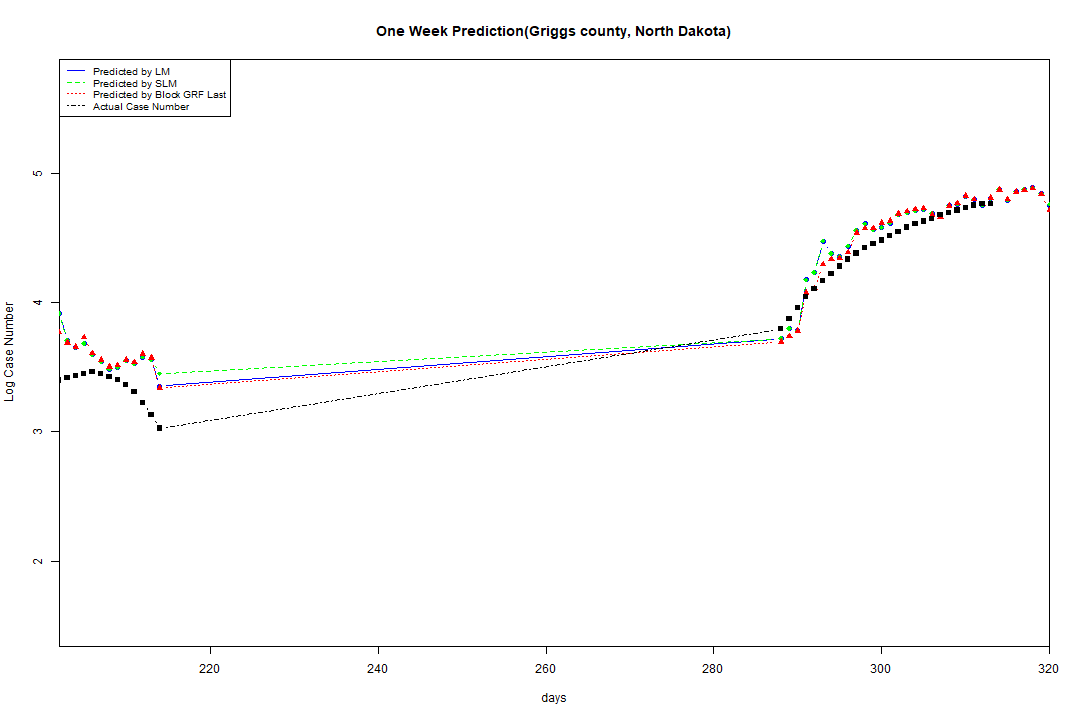 One Week Prediction(Griggs county, North Dakota)
Predicted by LM
Predicted by SLM
Predicted by Block GRF Last
Actual Case Number
Log Case Number
5
4
3
2
220 240 260 280 300 320
days